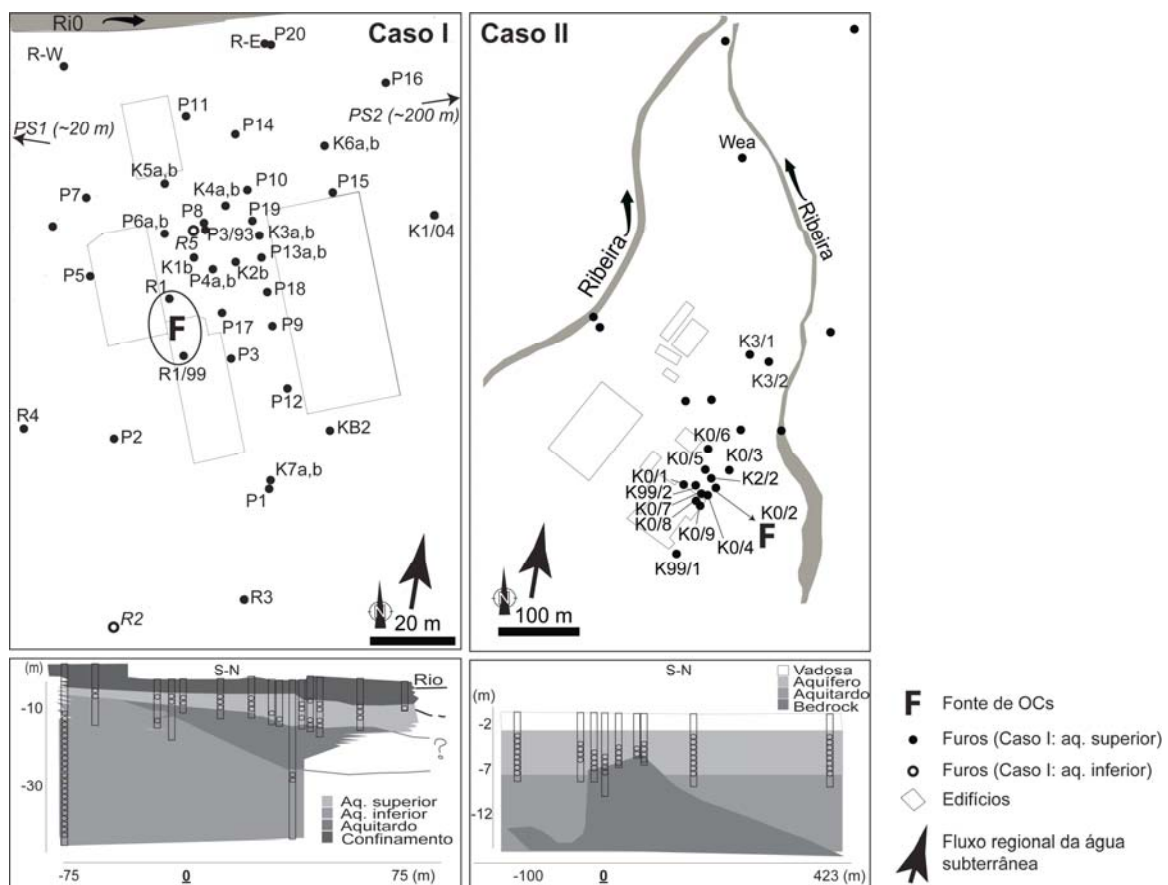 Ri0
Caso I
R-E
P20
R-W
P16
P11
PS1 (~20 m)
PS2 (~200 m)
P14
K6a,b
K5a,b
P10
P15
P7
K4a,b
P8
P19
P6a,b
K1/04
P3/93
K3a,b
R5
P13a,b
K1b
K2b
P5
P4a,b
R1
P18
F
P17
P9
R1/99
P3
P12
R4
P2
KB2
K7a,b
P1
R3
R2
N
20 m
Caso II
Wea
Ribeira
Ribeira
K3/1
K3/2
K0/6
K0/5
K0/3
K0/1
K2/2
K99/2
K0/7
K0/2
K0/8
F
K0/9
K0/4
K99/1
N
100 m
(m)
S-N
Rio
-10
?
-30
Aq. superior
Aq. inferior
Aquitardo
Confinamento
-75
0
75 (m)
S-N
Vadosa
Aquífero
Aquitardo
Bedrock
(m)
-2
-7
-12
-100
0
423 (m)
F Fonte de OCs
Furos (Caso I: aq. superior)
Furos (Caso I: aq. inferior)
Edifícios
Fluxo regional da água
subterrânea